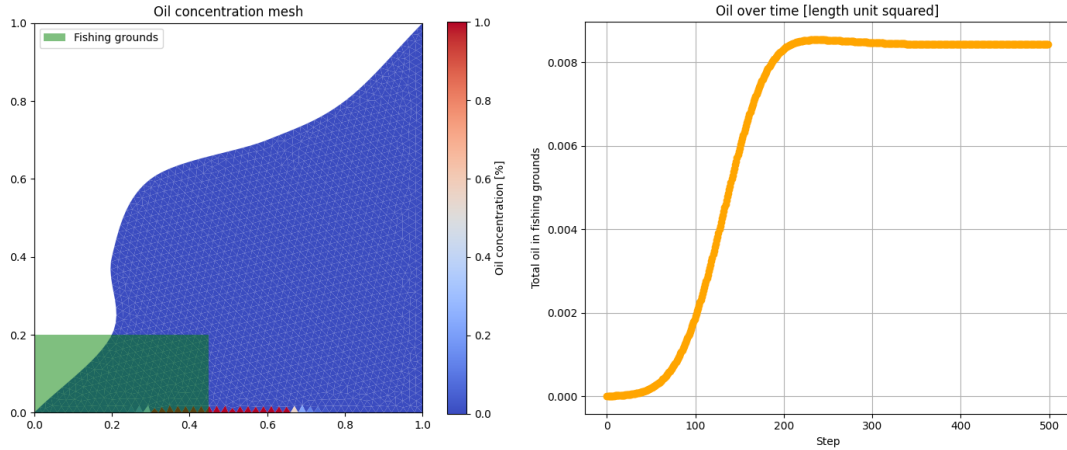 Oil concentration mesh
Fishing grounds
1.0
0.8
0.6
0.4
0.2
0.0
0.0 0.2 0.4 0.6 0.8 1.0
1.0
0.8
0.6
0.4
0.2
0.0
Oil concentration [%]
Oil over time [length unit squared]
Total oil in fishing grounds
0.008
0.006
0.004
0.002
0.000
0 100 200 300 400 500
Step